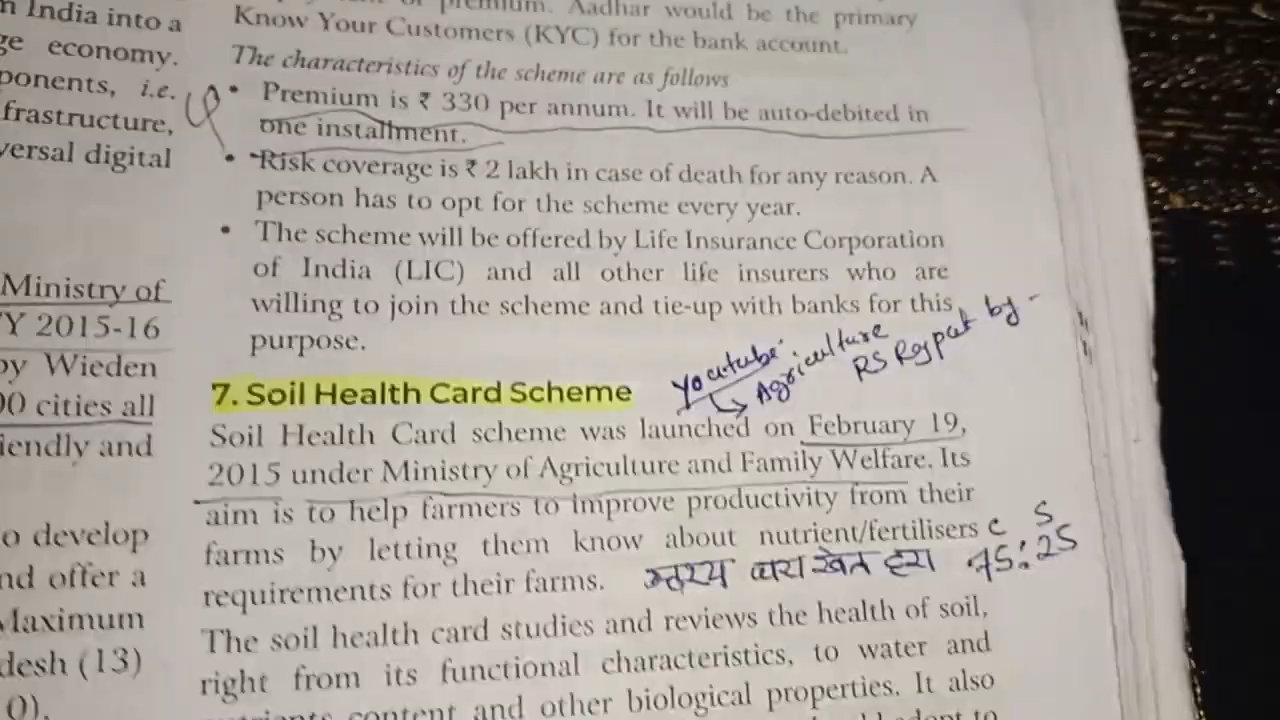 n India into a
ge economy.
ponents, i.e.
frastructure,
versal digital
Ministry of
Y 2015-16
by Wieden
00 cities all
iendly and
o develop
nd offer a
Maximum
desh (13)
0).
premium. Aadhar would be the primary
Know Your Customers (KYC) for the bank account.
The characteristics of the scheme are as follows
• Premium is ₹ 330 per annum. It will be auto-debited in
one installment.
• Risk coverage is ₹ 2 lakh in case of death for any reason. A
person has to opt for the scheme every year.
• The scheme will be offered by Life Insurance Corporation
of India (LIC) and all other life insurers who are
willing to join the scheme and tie-up with banks for this
purpose.
7. Soil Health Card Scheme
Youtube
→ Agriculture
RS Rajput by -
Soil Health Card scheme was launched on February 19,
2015 under Ministry of Agriculture and Family Welfare. Its
aim is to help farmers to improve productivity from their
farms by letting them know about nutrient/fertilisers
requirements for their farms.
C S
खेत हरा 75:25
The soil health card studies and reviews the health of soil,
right from its functional characteristics, to water and
content and other biological properties. It also